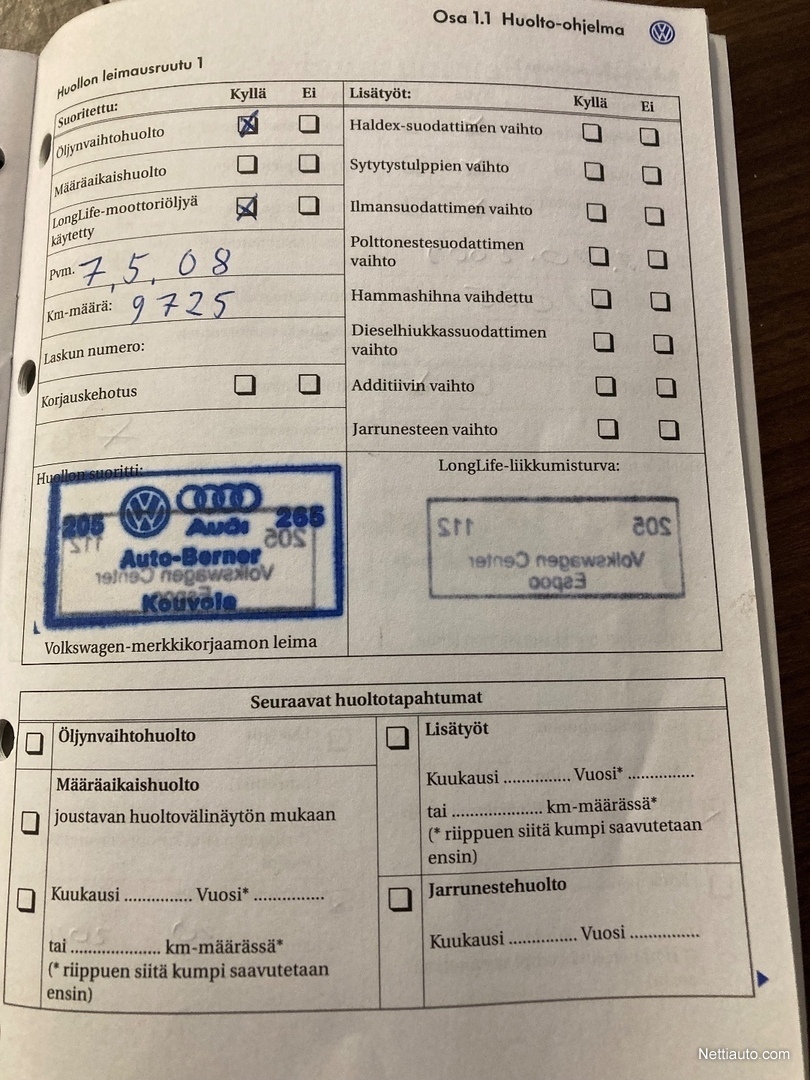 Osa 1.1 Huolto-ohjelma
Huollon leimausruutu 1
Suoritettu: Kyllä Ei
Öljynvaihtohuolto
Määräaikaishuolto
LongLife-moottoriöljyä
käytetty
Pvm. 7.5.08
Km-määrä: 9725
Laskun numero:
Korjauskehotus
Lisätyöt: Kyllä Ei
Haldex-suodattimen vaihto
Sytytystulppien vaihto
Ilmansuodattimen vaihto
Polttonestesuodattimen
vaihto
Hammashihna vaihdettu
Dieselhiukkassuodattimen
vaihto
Additiivin vaihto
Jarrunesteen vaihto
Huollon suoritti:
205 Audi 265
Auto-Berner
Kouvola
112 205
Volkswagen Center
Espoo
Volkswagen-merkkikorjaamon leima
LongLife-liikkumisturva:
112 205
Volkswagen Center
Espoo
Seuraavat huoltotapahtumat
Öljynvaihtohuolto
Määräaikaishuolto
joustavan huoltovälinäytön mukaan
Kuukausi ............... Vuosi* ...............
tai .................... km-määrässä*
(* riippuen siitä kumpi saavutetaan
ensin)
Lisätyöt
Kuukausi ............... Vuosi* ...............
tai .................... km-määrässä*
(* riippuen siitä kumpi saavutetaan
ensin)
Jarrunestehuolto
Kuukausi ............... Vuosi ...............
Nettiauto.com